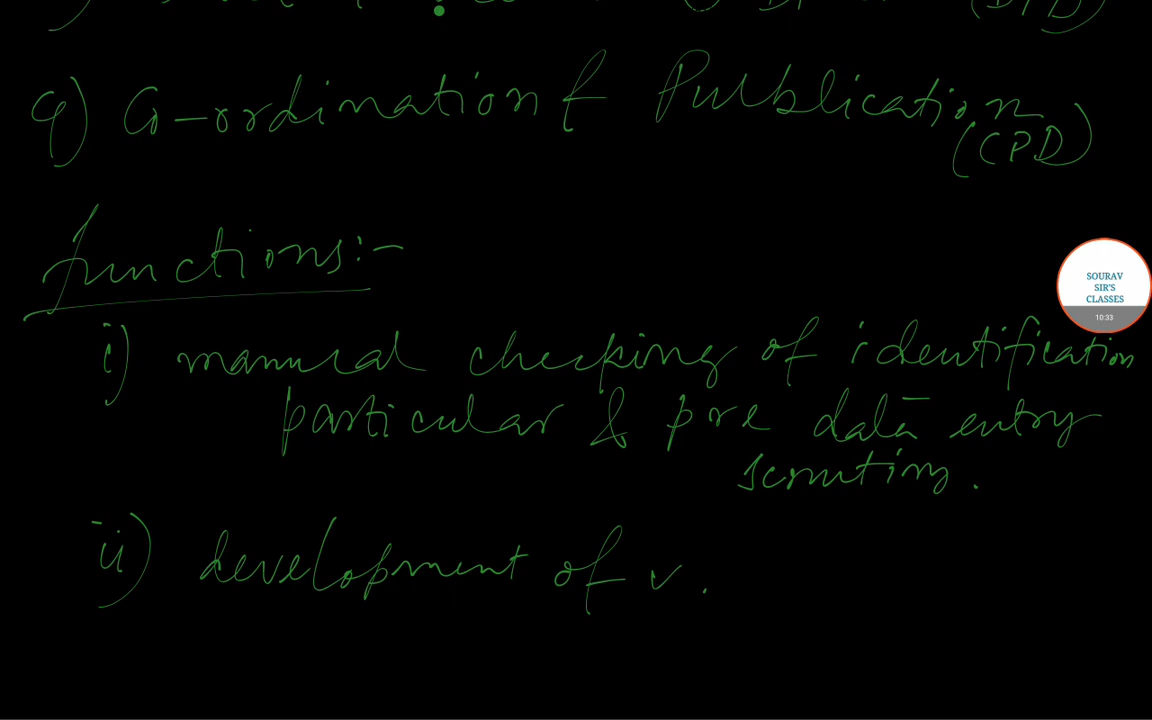 (DPD)
4) Co-ordination & Publication
(CPD)
functions:-
i) manual checking of identification
particular & pre data entry
scrutiny.
ii) development of v.
SOURAV
SIR'S
CLASSES
10:33